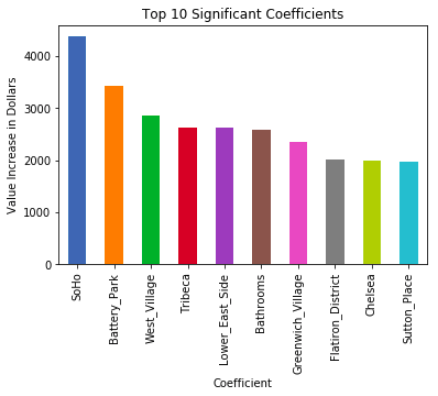 Top 10 Significant Coefficients
Value Increase in Dollars
4000
3000
2000
1000
0
SoHo
Battery_Park
West_Village
Tribeca
Lower_East_Side
Bathrooms
Greenwich_Village
Flatiron_District
Chelsea
Sutton_Place
Coefficient